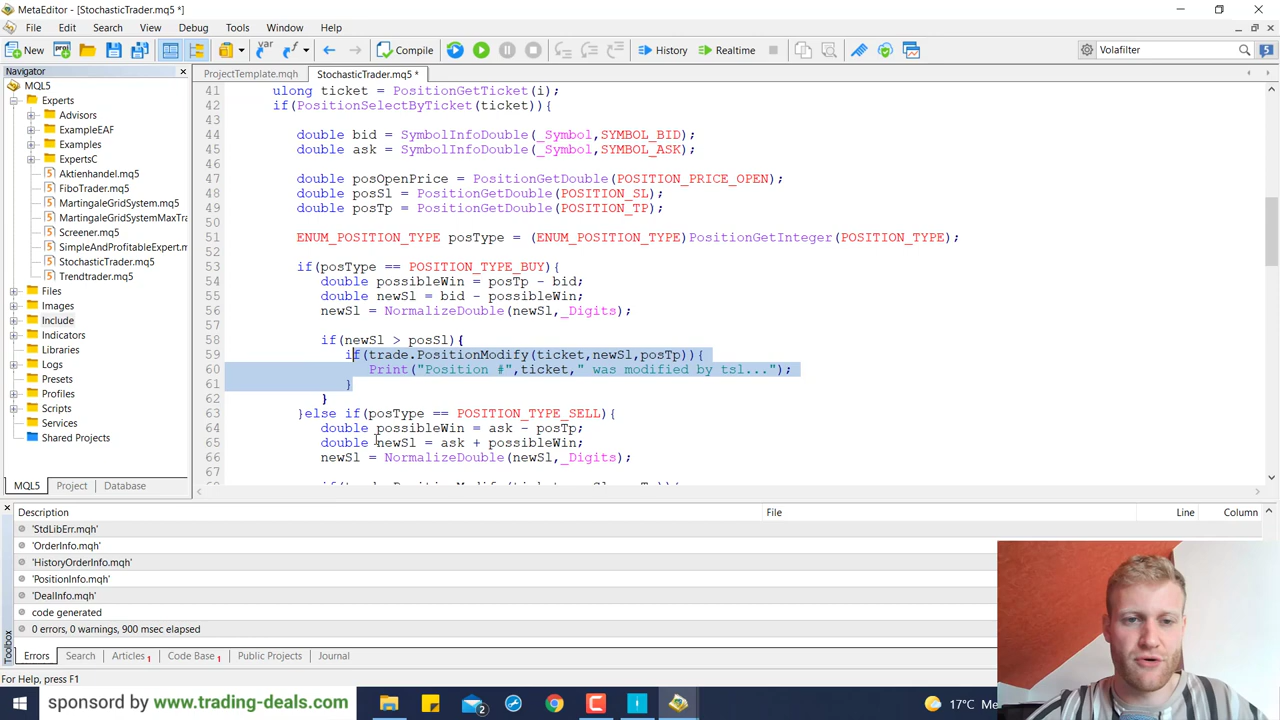 MetaEditor - [StochasticTrader.mq5 *]
File Edit Search View Debug Tools Window Help
New Compile History Realtime Volafilter 5
Navigator
MQL5
Experts
Advisors
ExampleEAF
Examples
ExpertsC
Aktienhandel.mq5
FiboTrader.mq5
MartingaleGridSystem.mq5
MartingaleGridSystemMaxTra
Screener.mq5
SimpleAndProfitableExpert.m
StochasticTrader.mq5
Trendtrader.mq5
Files
Images
Include
Indicators
Libraries
Logs
Presets
Profiles
Scripts
Services
Shared Projects
MQL5 Project Database
ProjectTemplate.mqh StochasticTrader.mq5 *
41 ulong ticket = PositionGetTicket(i);
42 if(PositionSelectByTicket(ticket)){
43
44 double bid = SymbolInfoDouble(_Symbol,SYMBOL_BID);
45 double ask = SymbolInfoDouble(_Symbol,SYMBOL_ASK);
46
47 double posOpenPrice = PositionGetDouble(POSITION_PRICE_OPEN);
48 double posSl = PositionGetDouble(POSITION_SL);
49 double posTp = PositionGetDouble(POSITION_TP);
50
51 ENUM_POSITION_TYPE posType = (ENUM_POSITION_TYPE)PositionGetInteger(POSITION_TYPE);
52
53 if(posType == POSITION_TYPE_BUY){
54 double possibleWin = posTp - bid;
55 double newSl = bid - possibleWin;
56 newSl = NormalizeDouble(newSl,_Digits);
57
58 if(newSl > posSl){
59 if(trade.PositionModify(ticket,newSl,posTp)){
60 Print("Position #",ticket," was modified by tsl...");
61 }
62 }
63 }else if(posType == POSITION_TYPE_SELL){
64 double possibleWin = ask - posTp;
65 double newSl = ask + possibleWin;
66 newSl = NormalizeDouble(newSl,_Digits);
67
Description File Line Column
'StdLibErr.mqh'
'OrderInfo.mqh'
'HistoryOrderInfo.mqh'
'PositionInfo.mqh'
'DealInfo.mqh'
code generated
0 errors, 0 warnings, 900 msec elapsed
Toolbox
Errors Search Articles 1 Code Base 1 Public Projects Journal
For Help, press F1
sponsord by www.trading-deals.com 2 17°C